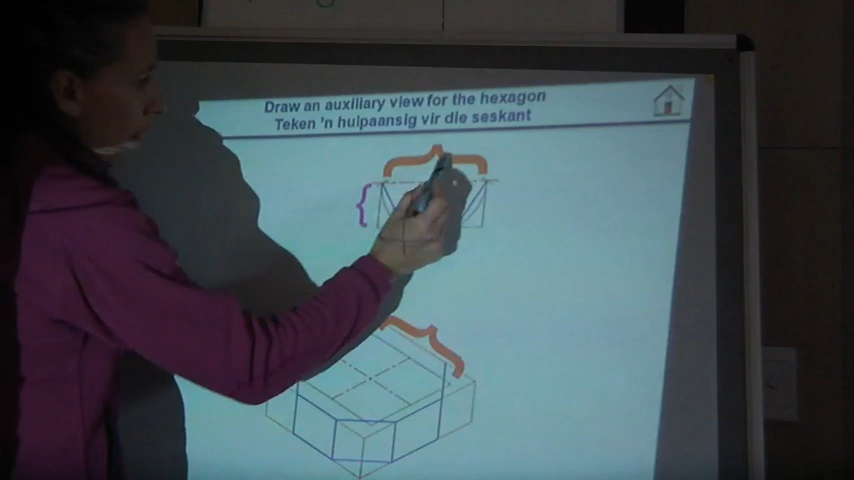 Draw an auxiliary view for the hexagon
Teken 'n hulpaansig vir die seskant